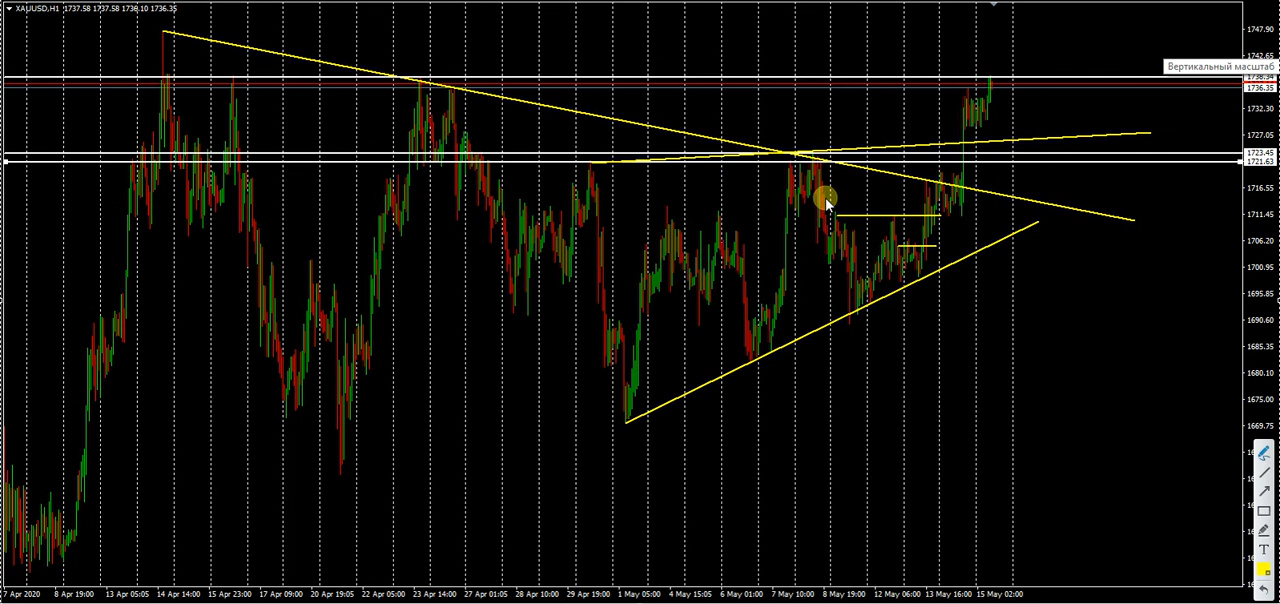 XAUUSD,H1 1737.58 1737.58 1736.10 1736.35
1747.90
1742.65
Вертикальный масштаб
1738.34
1736.35
1732.30
1727.05
1723.45
1721.63
1716.55
1711.45
1706.20
1700.95
1695.85
1690.60
1685.35
1680.10
1675.00
1669.75
T
7 Apr 2020
8 Apr 19:00
13 Apr 05:05
14 Apr 14:00
15 Apr 23:00
17 Apr 09:00
20 Apr 19:05
22 Apr 05:00
23 Apr 14:00
27 Apr 01:05
28 Apr 10:00
29 Apr 19:00
1 May 05:00
4 May 15:05
6 May 01:00
7 May 10:00
8 May 19:00
12 May 06:00
13 May 16:00
15 May 02:00